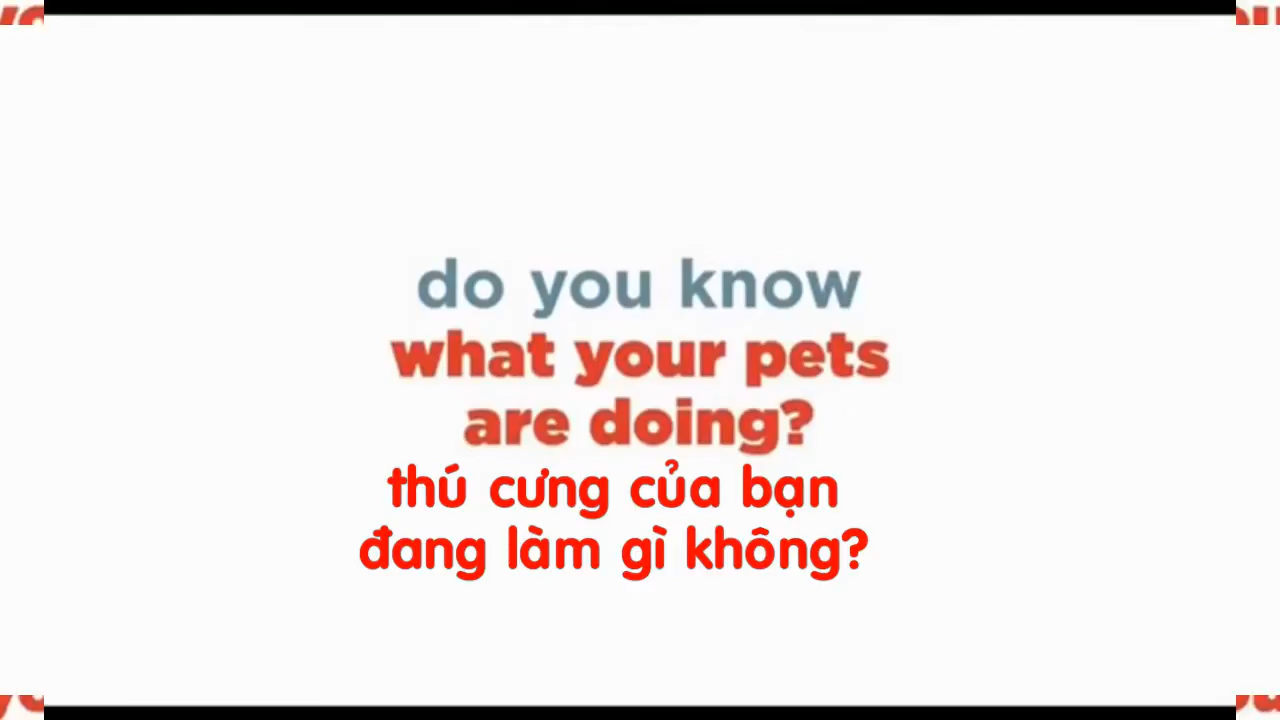 do you know
what your pets
are doing?
thú cưng của bạn
đang làm gì không?